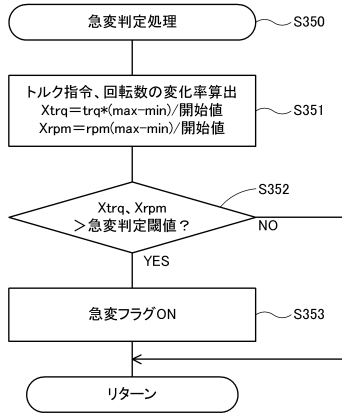 急変判定処理
S350
トルク指令、回転数の変化率算出
Xtrq=trq*(max-min)/開始値
Xrpm=rpm(max-min)/開始値
S351
Xtrq、Xrpm
>急変判定閾値?
S352
NO
YES
急変フラグON
S353
リターン